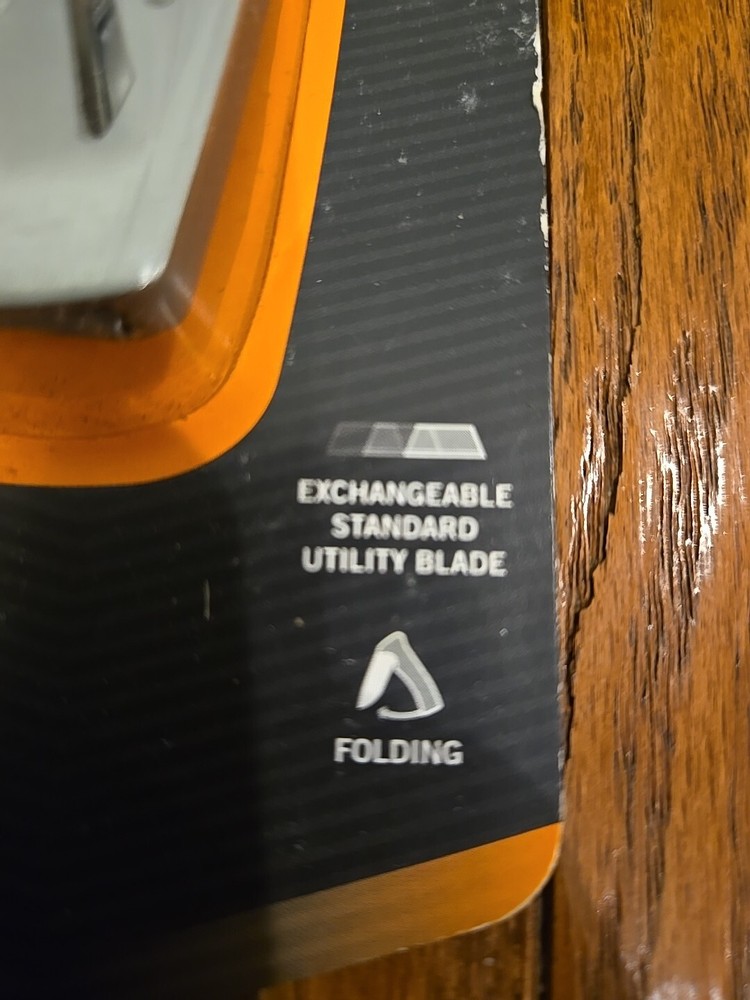 EXCHANGEABLE
STANDARD
UTILITY BLADE
FOLDING